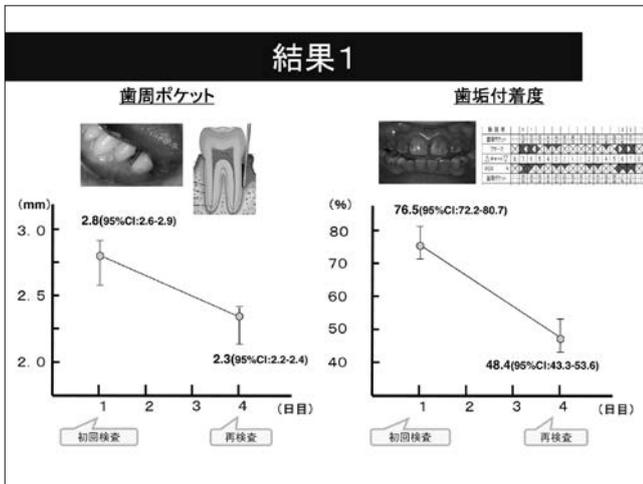 結果１
歯周ポケット
歯垢付着度
(mm)
2.8(95%CI:2.6-2.9)
3.0
2.5
2.0
2.3(95%CI:2.2-2.4)
1 2 3 4 (日目)
初回検査
再検査
(%)
76.5(95%CI:72.2-80.7)
80
70
60
50
40
48.4(95%CI:43.3-53.6)
1 2 3 4 (日目)
初回検査
再検査